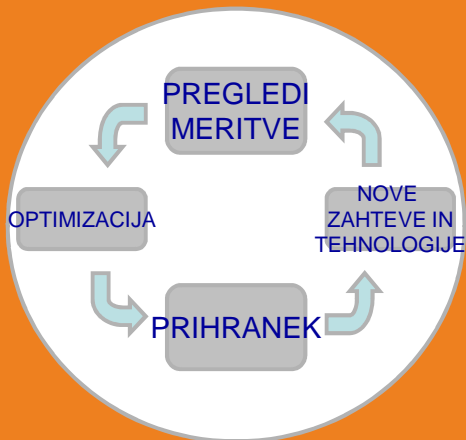 PREGLEDI
MERITVE
OPTIMIZACIJA
NOVE
ZAHTEVE IN
TEHNOLOGIJE
PRIHRANEK